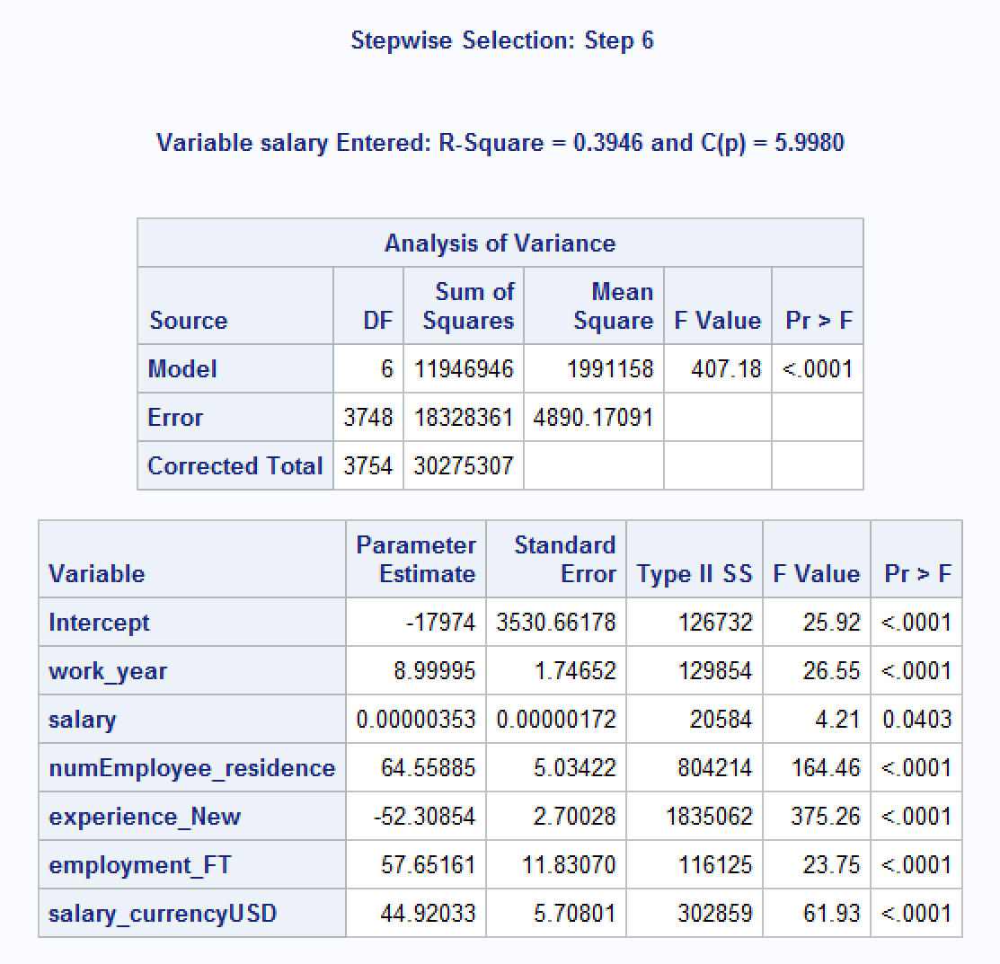 Stepwise Selection: Step 6
Variable salary Entered: R-Square = 0.3946 and C(p) = 5.9980
Analysis of Variance
Source DF Sum of Squares Mean Square F Value Pr > F
Model 6 11946946 1991158 407.18 <.0001
Error 3748 18328361 4890.17091
Corrected Total 3754 30275307
Variable Parameter Estimate Standard Error Type II SS F Value Pr > F
Intercept -17974 3530.66178 126732 25.92 <.0001
work_year 8.99995 1.74652 129854 26.55 <.0001
salary 0.00000353 0.00000172 20584 4.21 0.0403
numEmployee_residence 64.55885 5.03422 804214 164.46 <.0001
experience_New -52.30854 2.70028 1835062 375.26 <.0001
employment_FT 57.65161 11.83070 116125 23.75 <.0001
salary_currencyUSD 44.92033 5.70801 302859 61.93 <.0001